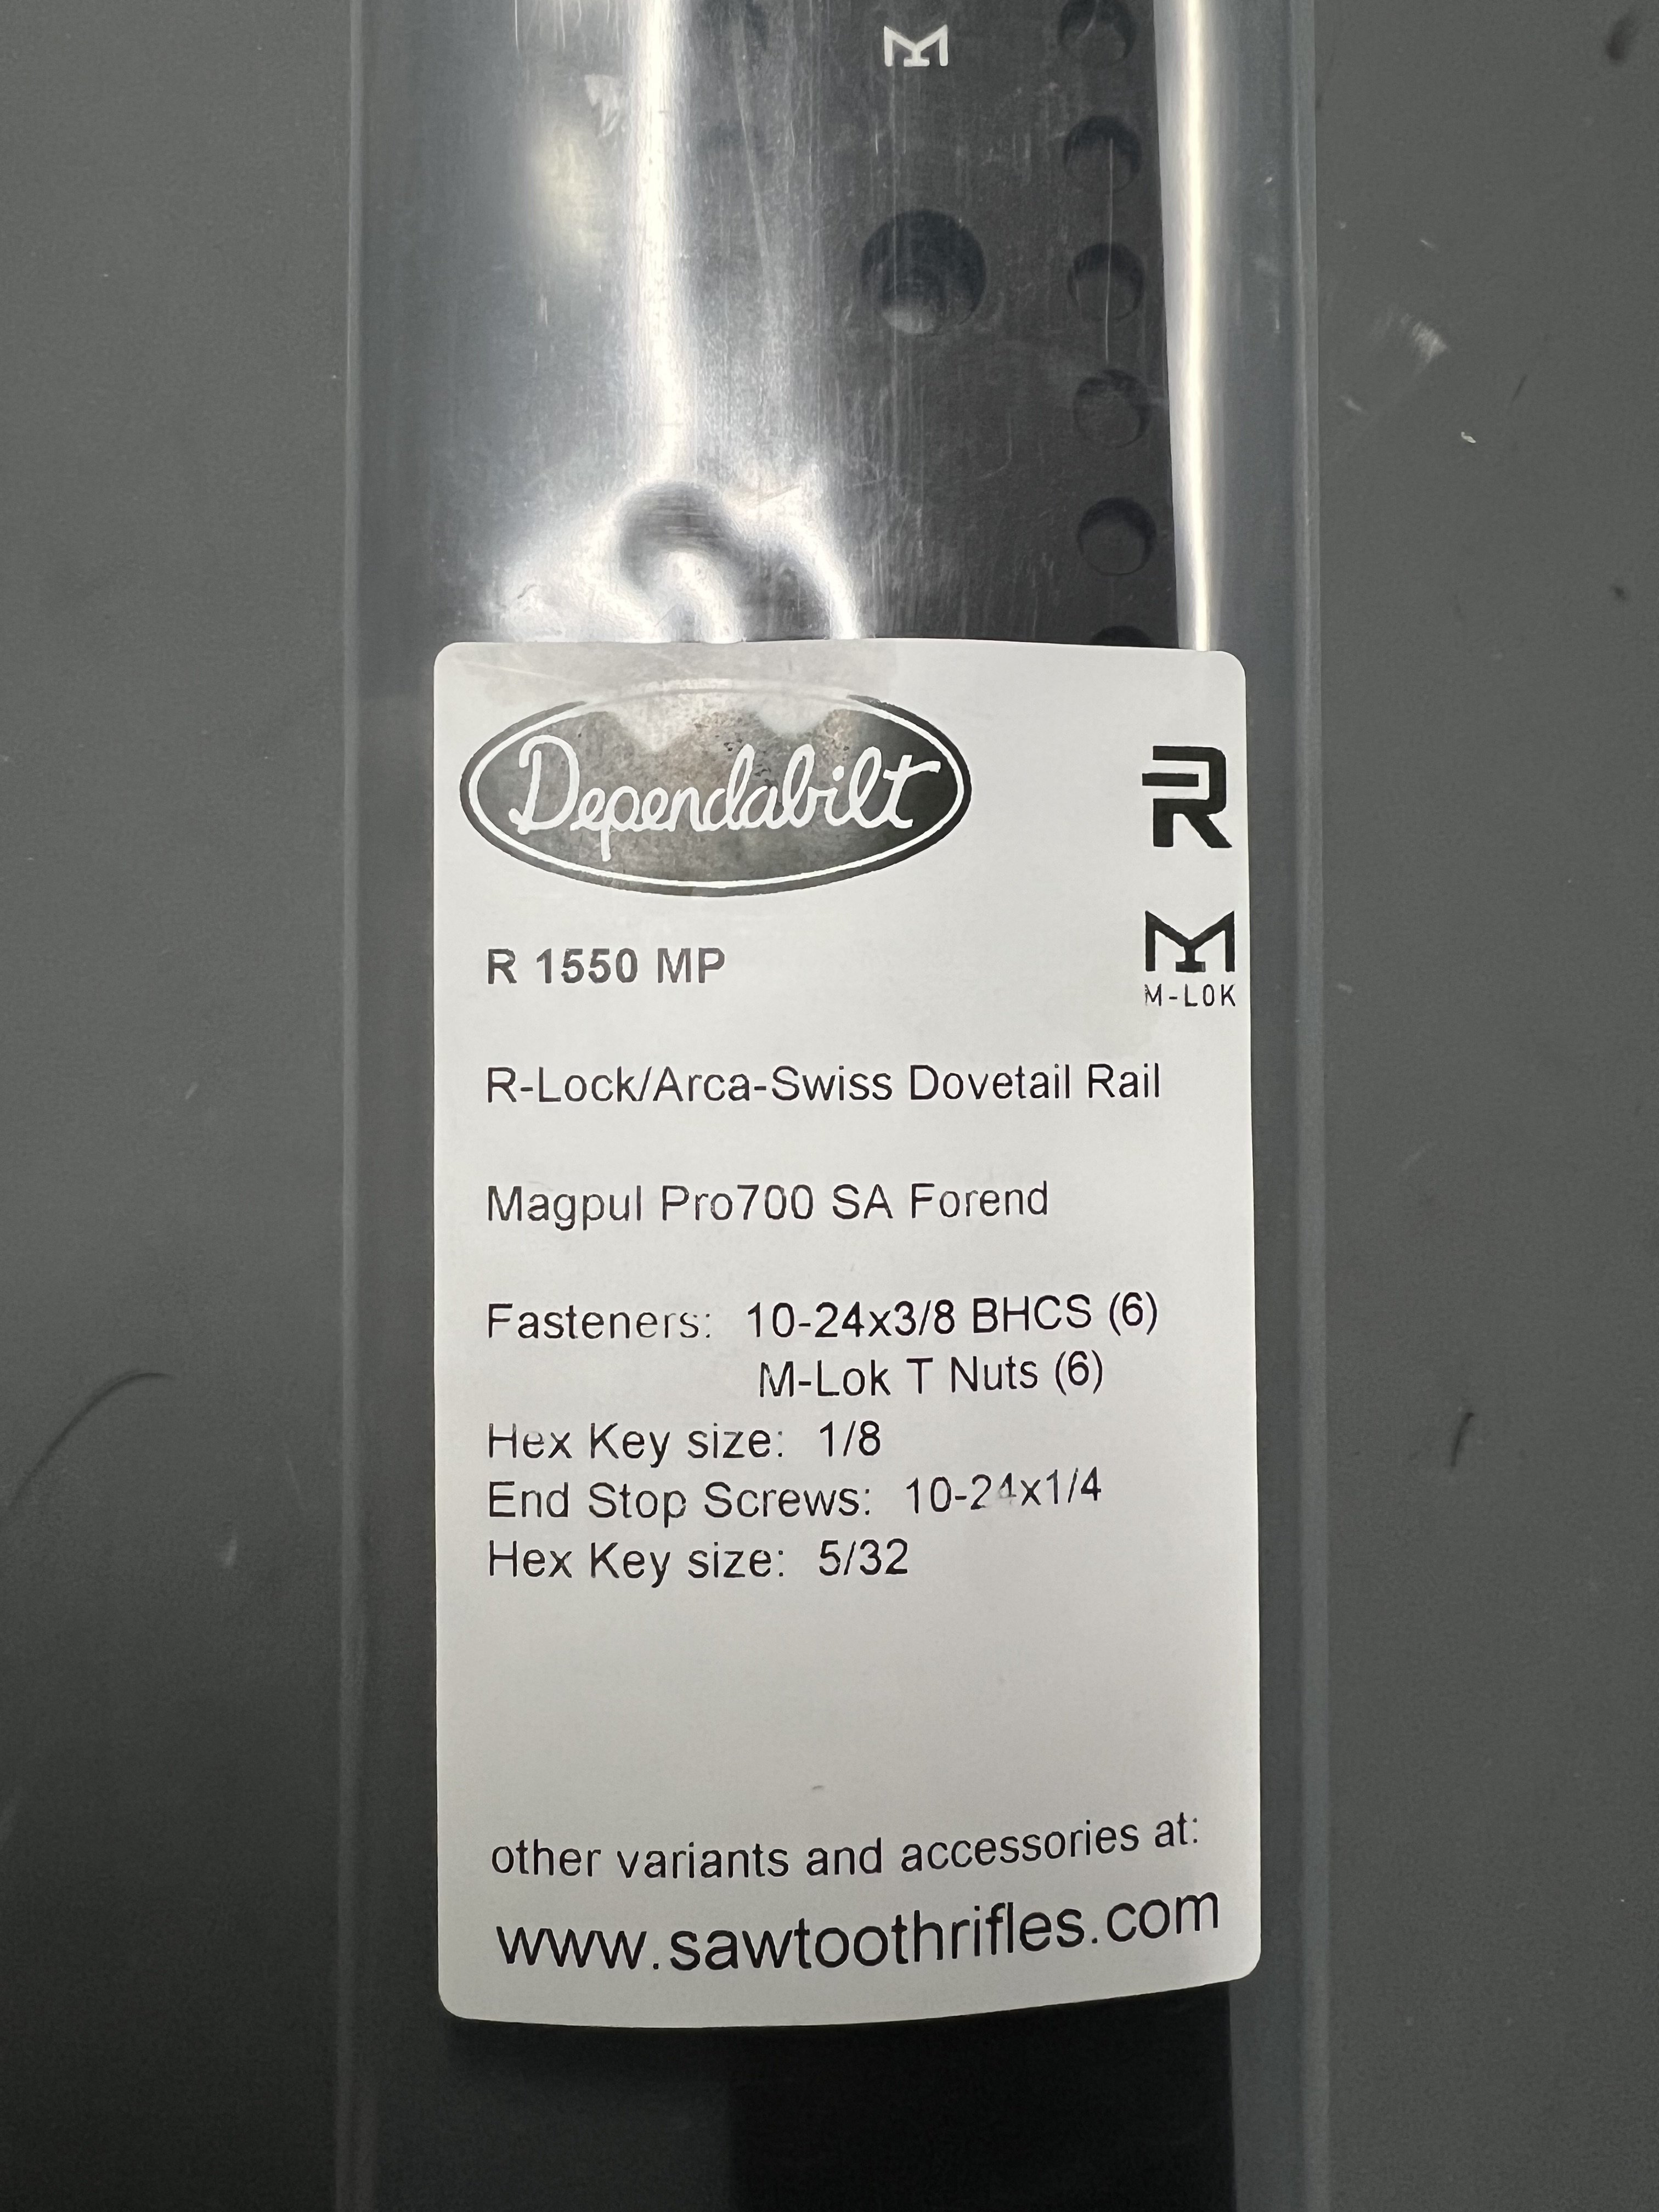 Dependabilt
R 1550 MP
M-LOK
R-Lock/Arca-Swiss Dovetail Rail
Magpul Pro700 SA Forend
Fasteners: 10-24x3/8 BHCS (6)
M-Lok T Nuts (6)
Hex Key size: 1/8
End Stop Screws: 10-24x1/4
Hex Key size: 5/32
other variants and accessories at:
www.sawtoothrifles.com